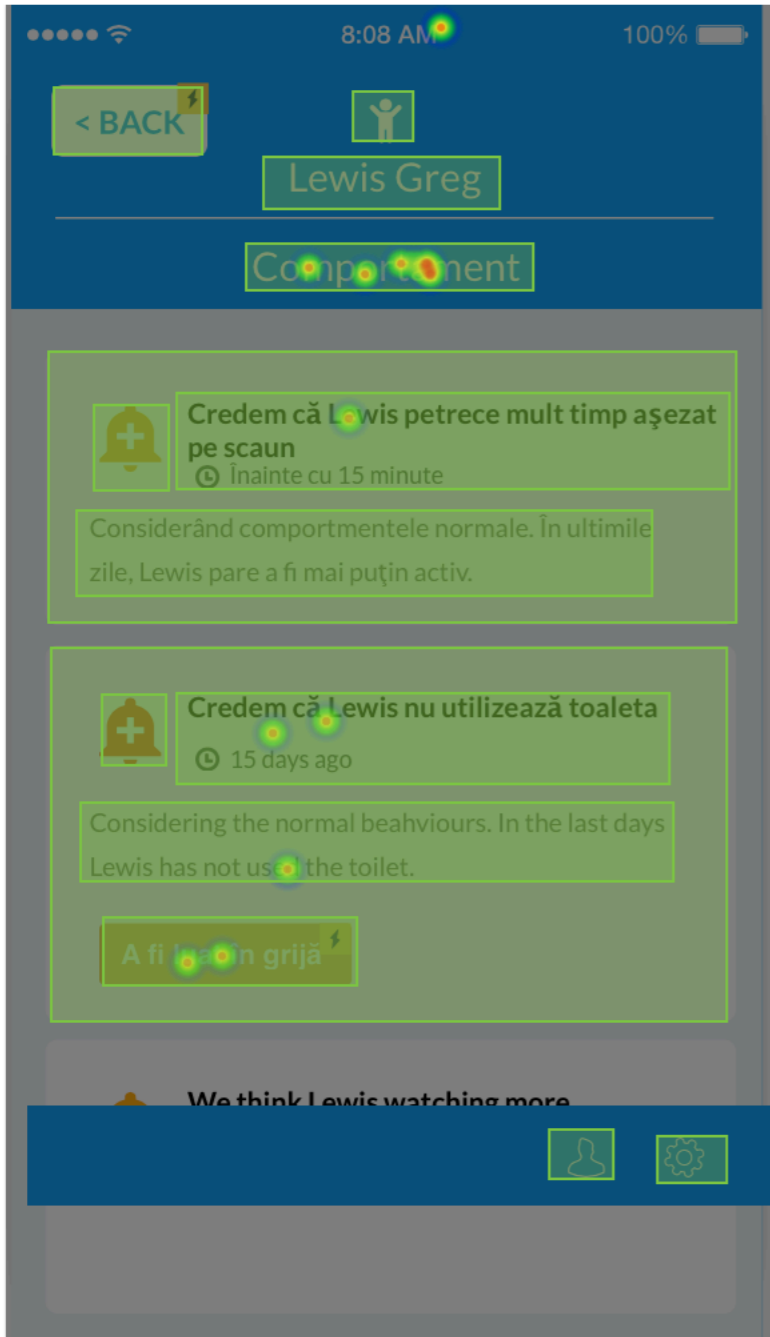 8:08 AM
100%
< BACK
Lewis Greg
Comportament
Credem că Lewis petrece mult timp aşezat
pe scaun
Înainte cu 15 minute
Considerând comportmentele normale. În ultimile
zile, Lewis pare a fi mai puţin activ.
Credem că Lewis nu utilizează toaleta
15 days ago
Considering the normal beahviours. In the last days
Lewis has not used the toilet.
A fi luat în grijă
We think Lewis watching more